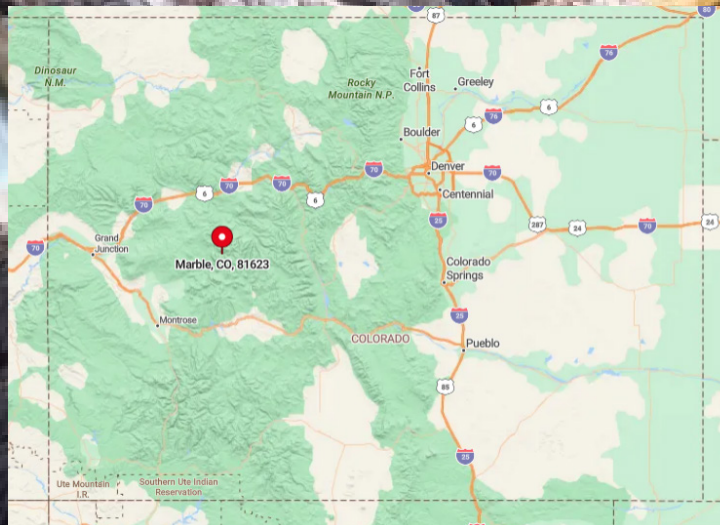 87
80
76
Dinosaur
N.M.
Rocky
Mountain N.P.
Fort
Collins
Greeley
6
76
6
Boulder
70
Denver
70
70
70
6
6
Centennial
70
25
287
24
70
24
70
Grand
Junction
Marble, CO, 81623
Colorado
Springs
Montrose
25
COLORADO
Pueblo
85
25
Ute Mountain
I.R.
Southern Ute Indian
Reservation